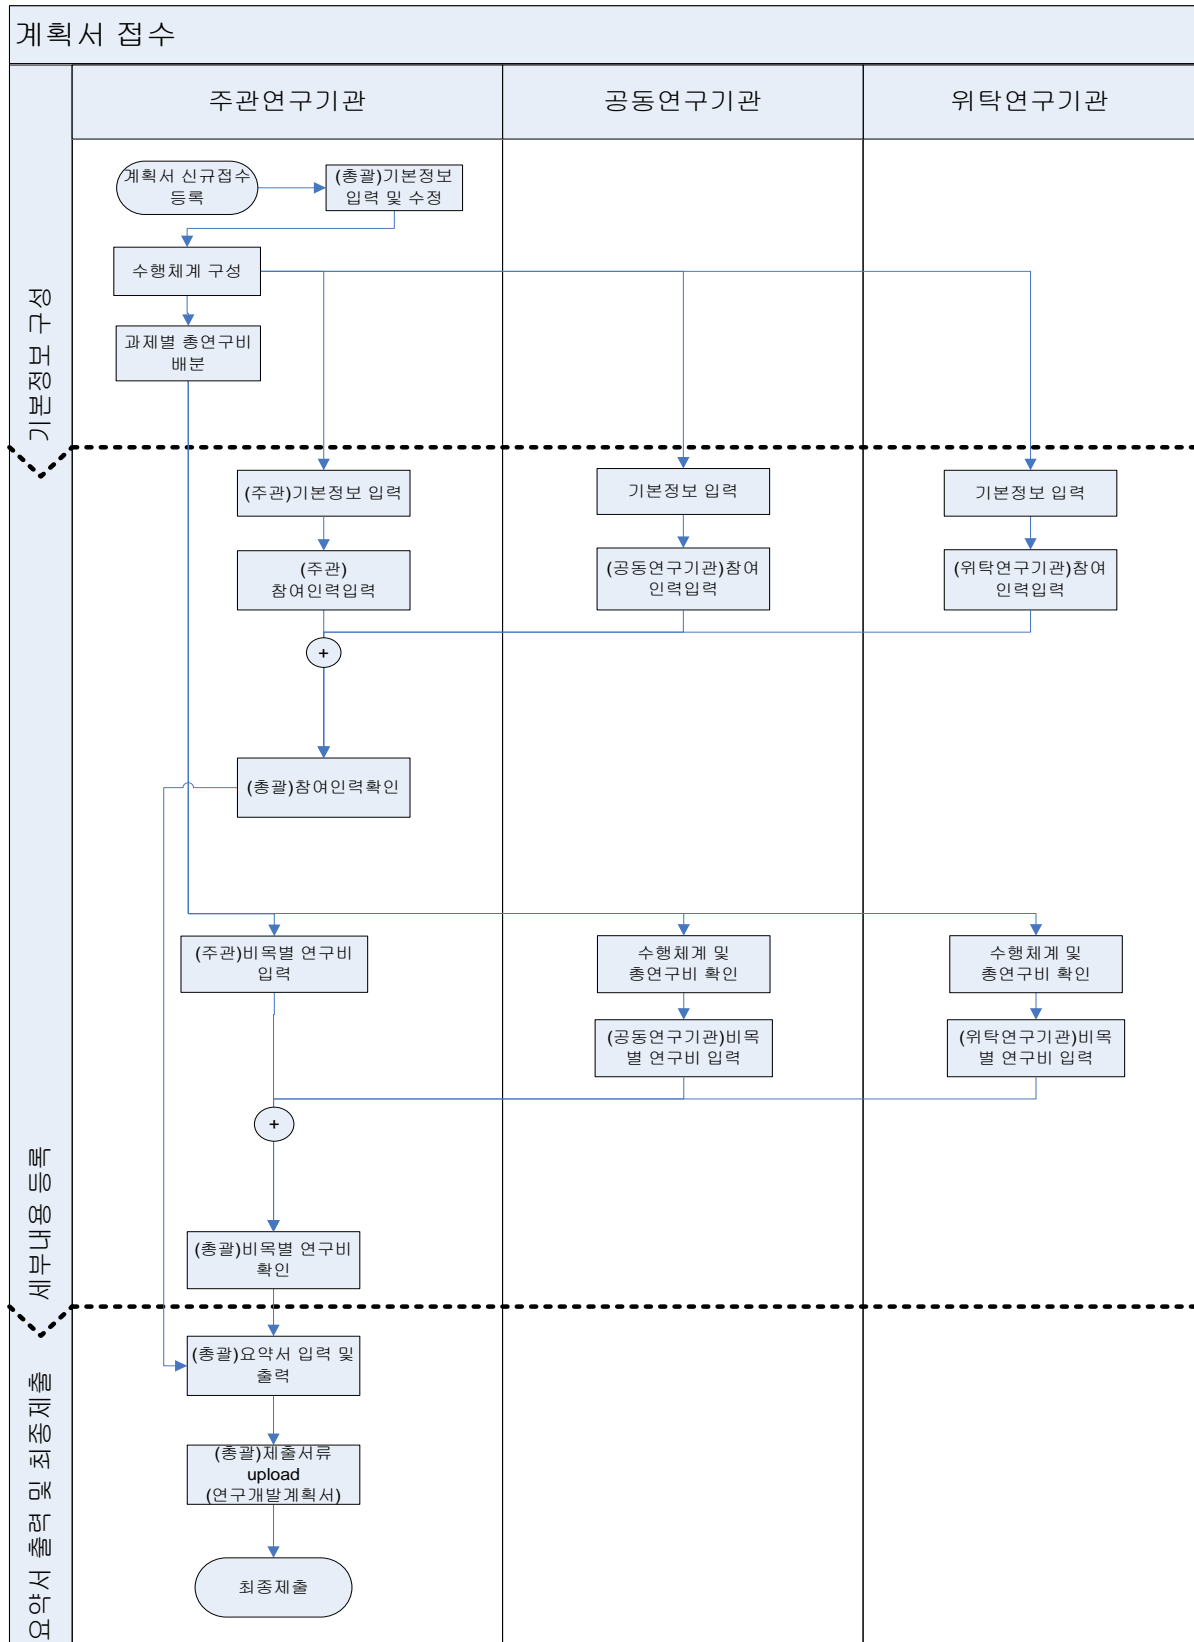 계획서 접수
주관연구기관
공동연구기관
위탁연구기관
기본정보 구성
계획서 신규접수
등록
(총괄)기본정보
입력 및 수정
수행체계 구성
과제별 총연구비
배분
세부내용 등록
(주관)기본정보 입력
기본정보 입력
기본정보 입력
(주관)
참여인력입력
(공동연구기관)참여
인력입력
(위탁연구기관)참여
인력입력
+
(총괄)참여인력확인
(주관)비목별 연구비
입력
수행체계 및
총연구비 확인
수행체계 및
총연구비 확인
(공동연구기관)비목
별 연구비 입력
(위탁연구기관)비목
별 연구비 입력
+
(총괄)비목별 연구비
확인
요약서 출력 및 최종제출
(총괄)요약서 입력 및
출력
(총괄)제출서류
upload
(연구개발계획서)
최종제출